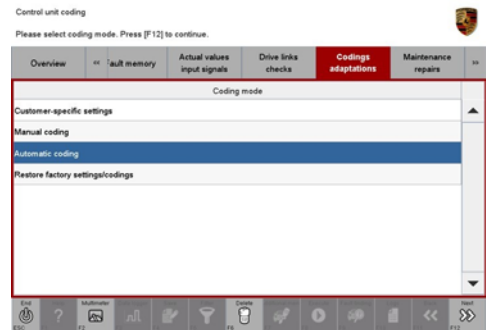 Control unit coding
Please select coding mode. Press [F12] to continue.
Overview
«
ault memory
Actual values
input signals
Drive links
checks
Codings
adaptations
Maintenance
repairs
»
Coding mode
Customer-specific settings
Manual coding
Automatic coding
Restore factory settings/codings
End
Multimeter
Delete
Next
ESC
F2
F6
F12